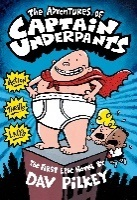 THE ADVENTURES OF
CAPTAIN
UNDERPANTS
ACTION
THRILLS
LAFFS
THE FIRST EPIC NOVEL BY
DAV PILKEY